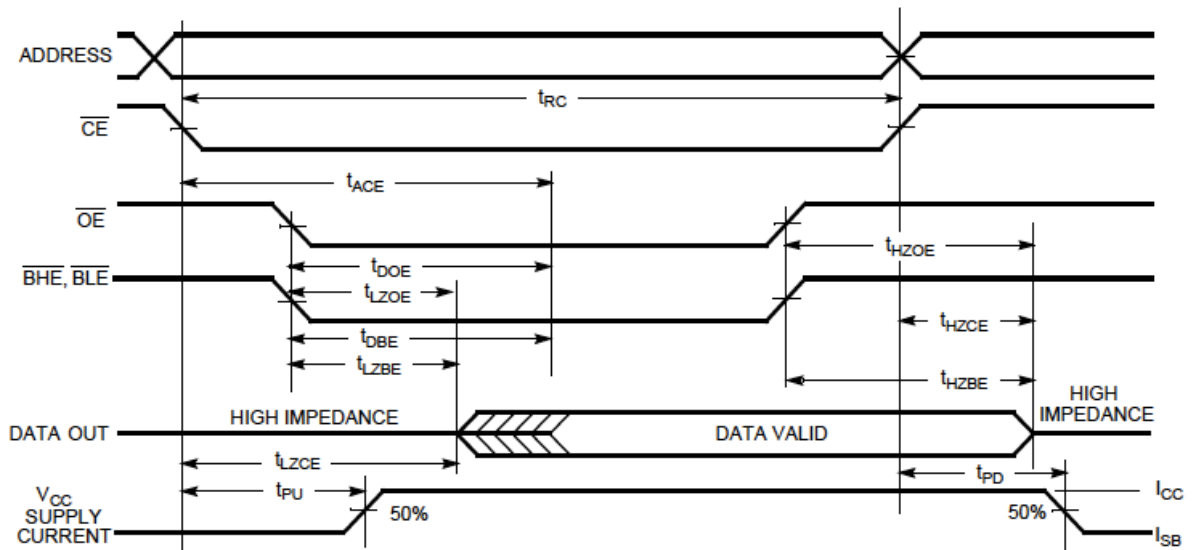 ADDRESS
tRC
CE
tACE
OE
tHZOE
tDOE
BHE, BLE
tLZOE
tHZCE
tDBE
tLZBE
tHZBE
HIGH IMPEDANCE
HIGH
IMPEDANCE
DATA OUT
DATA VALID
tLZCE
tPD
tPU
VCC
SUPPLY
CURRENT
50%
50%
ICC
ISB